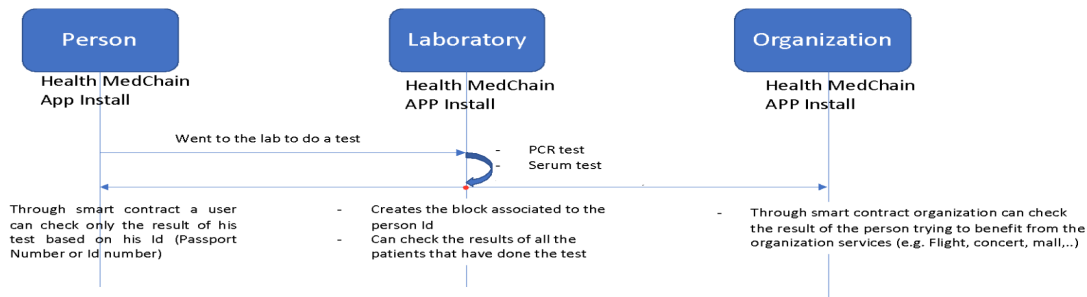 Person
Laboratory
Organization
Health MedChain
App Install
Health MedChain
APP Install
Health MedChain
APP Install
Went to the lab to do a test
- PCR test
- Serum test
Through smart contract a user
can check only the result of his
test based on his Id (Passport
Number or Id number)
- Creates the block associated to the
person Id
- Can check the results of all the
patients that have done the test
- Through smart contract organization can check
the result of the person trying to benefit from the
organization services (e.g. Flight, concert, mall,..)